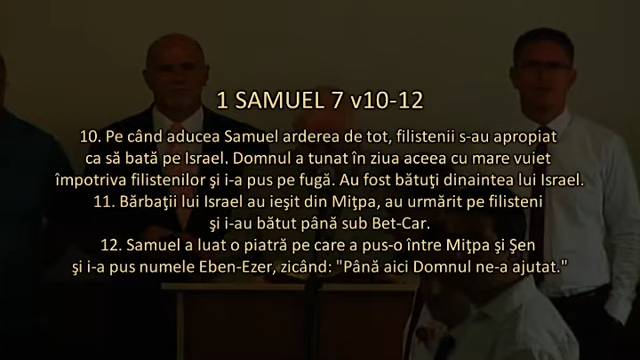 1 SAMUEL 7 v10-12
10. Pe când aducea Samuel arderea de tot, filistenii s-au apropiat
ca să bată pe Israel. Domnul a tunat în ziua aceea cu mare vuiet
împotriva filistenilor şi i-a pus pe fugă. Au fost bătuţi dinaintea lui Israel.
11. Bărbaţii lui Israel au ieşit din Miţpa, au urmărit pe filisteni
şi i-au bătut până sub Bet-Car.
12. Samuel a luat o piatră pe care a pus-o între Miţpa şi Şen
şi i-a pus numele Eben-Ezer, zicând: "Până aici Domnul ne-a ajutat."